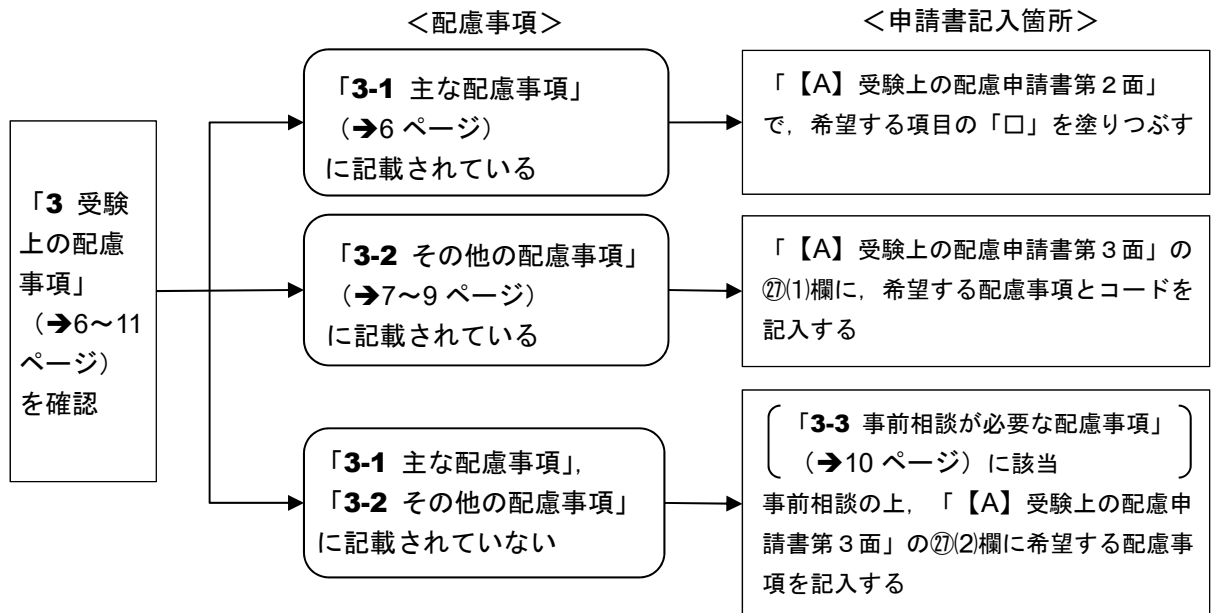 ＜配慮事項＞
＜申請書記入箇所＞
「3 受験
上の配慮
事項」
（➔6～11
ページ）
を確認
「3-1 主な配慮事項」
（➔6 ページ）
に記載されている
「【A】受験上の配慮申請書第２面」
で，希望する項目の「□」を塗りつぶす
「3-2 その他の配慮事項」
（➔7～9 ページ）
に記載されている
「【A】受験上の配慮申請書第３面」の
㉗⑴欄に，希望する配慮事項とコードを
記入する
「3-1 主な配慮事項」，
「3-2 その他の配慮事項」
に記載されていない
「3-3 事前相談が必要な配慮事項」
（➔10 ページ）に該当
事前相談の上，「【A】受験上の配慮申
請書第３面」の㉗⑵欄に希望する配慮事
項を記入する